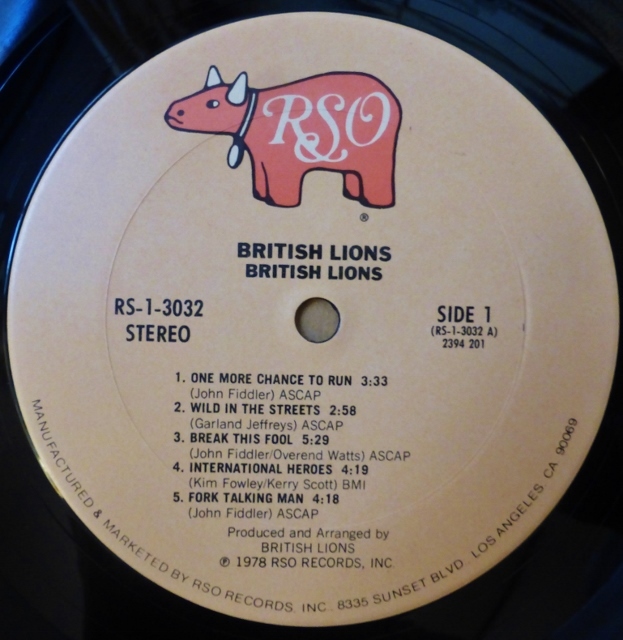 RSO
®
BRITISH LIONS
BRITISH LIONS
RS-1-3032
STEREO
SIDE 1
(RS-1-3032 A)
2394 201
1. ONE MORE CHANCE TO RUN 3:33
(John Fiddler) ASCAP
2. WILD IN THE STREETS 2:58
(Garland Jeffreys) ASCAP
3. BREAK THIS FOOL 5:29
(John Fiddler/Overend Watts) ASCAP
4. INTERNATIONAL HEROES 4:19
(Kim Fowley/Kerry Scott) BMI
5. FORK TALKING MAN 4:18
(John Fiddler) ASCAP
Produced and Arranged by
BRITISH LIONS
℗ 1978 RSO RECORDS, INC
MANUFACTURED & MARKETED BY RSO RECORDS, INC., 8335 SUNSET BLVD. LOS ANGELES, CA 90069